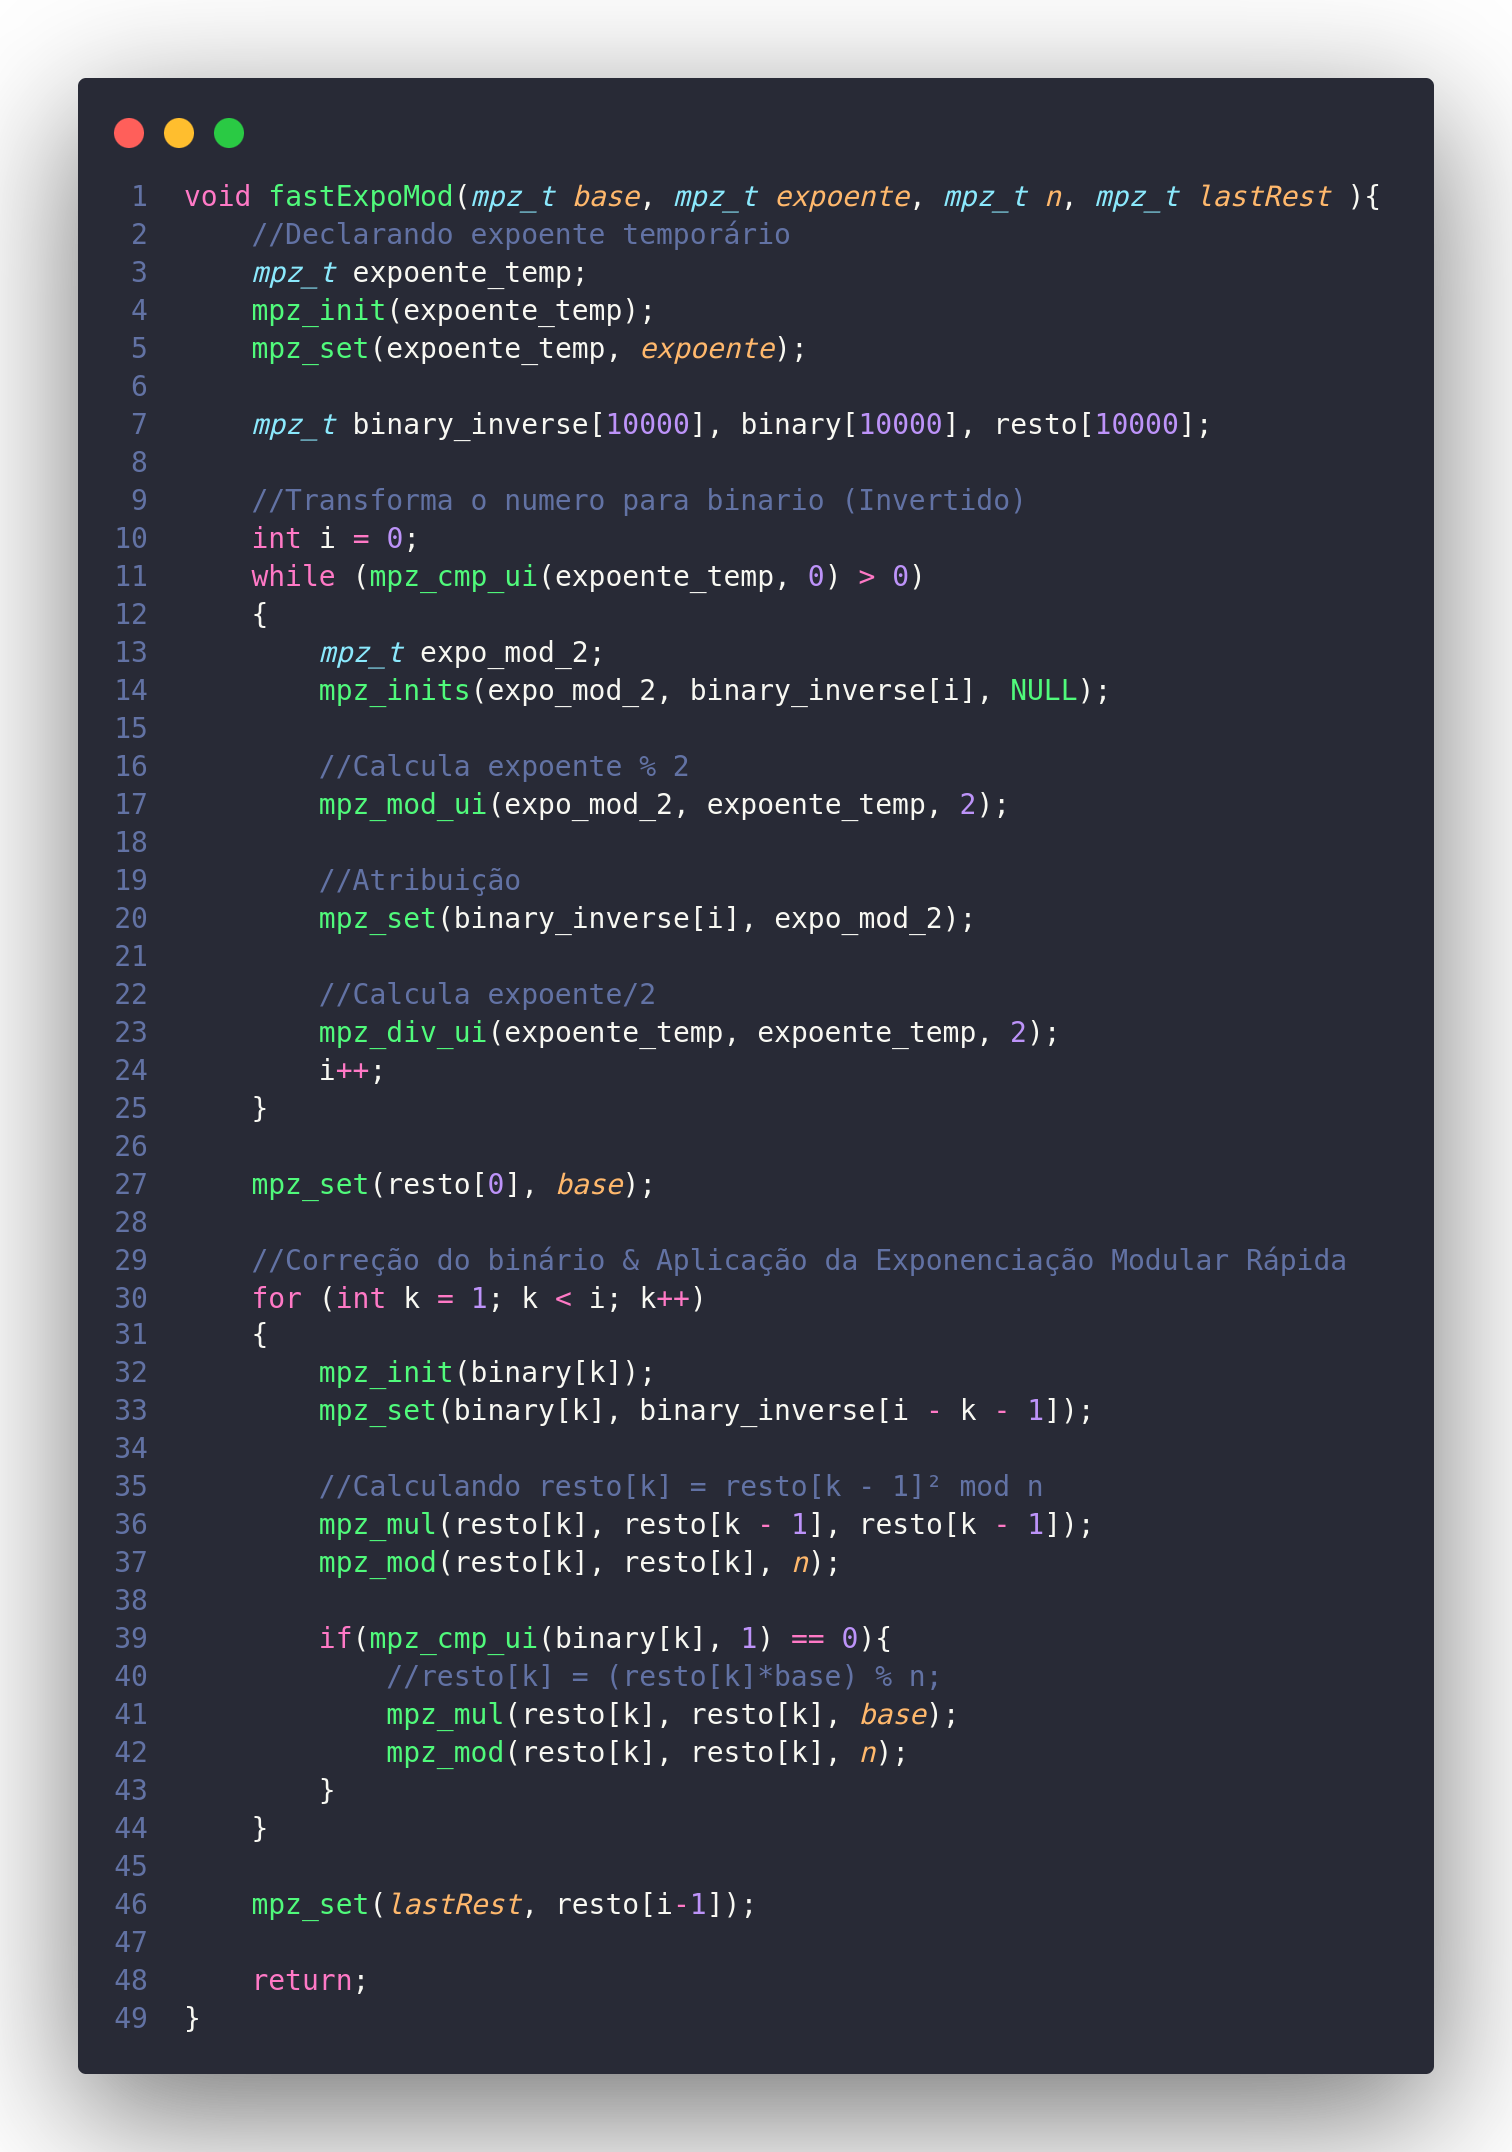 1 void fastExpoMod(mpz_t base, mpz_t expoente, mpz_t n, mpz_t lastRest ){
2     //Declarando expoente temporário
3     mpz_t expoente_temp;
4     mpz_init(expoente_temp);
5     mpz_set(expoente_temp, expoente);
6
7     mpz_t binary_inverse[10000], binary[10000], resto[10000];
8
9     //Transforma o numero para binario (Invertido)
10     int i = 0;
11     while (mpz_cmp_ui(expoente_temp, 0) > 0)
12     {
13         mpz_t expo_mod_2;
14         mpz_inits(expo_mod_2, binary_inverse[i], NULL);
15
16         //Calcula expoente % 2
17         mpz_mod_ui(expo_mod_2, expoente_temp, 2);
18
19         //Atribuição
20         mpz_set(binary_inverse[i], expo_mod_2);
21
22         //Calcula expoente/2
23         mpz_div_ui(expoente_temp, expoente_temp, 2);
24         i++;
25     }
26
27     mpz_set(resto[0], base);
28
29     //Correção do binário & Aplicação da Exponenciação Modular Rápida
30     for (int k = 1; k < i; k++)
31     {
32         mpz_init(binary[k]);
33         mpz_set(binary[k], binary_inverse[i - k - 1]);
34
35         //Calculando resto[k] = resto[k - 1]² mod n
36         mpz_mul(resto[k], resto[k - 1], resto[k - 1]);
37         mpz_mod(resto[k], resto[k], n);
38
39         if(mpz_cmp_ui(binary[k], 1) == 0){
40             //resto[k] = (resto[k]*base) % n;
41             mpz_mul(resto[k], resto[k], base);
42             mpz_mod(resto[k], resto[k], n);
43         }
44     }
45
46     mpz_set(lastRest, resto[i-1]);
47
48     return;
49 }